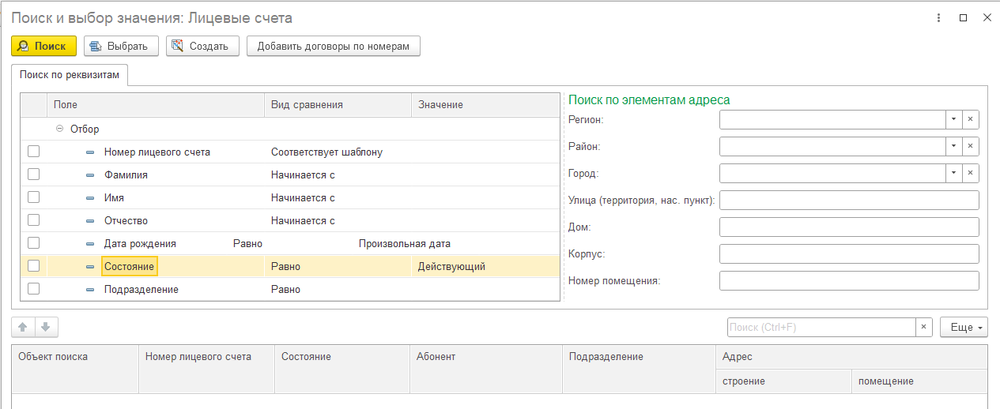 Поиск и выбор значения: Лицевые счета
Поиск Выбрать Создать Добавить договоры по номерам
Поиск по реквизитам
Поле Вид сравнения Значение
Отбор
Номер лицевого счета Соответствует шаблону
Фамилия Начинается с
Имя Начинается с
Отчество Начинается с
Дата рождения Равно Произвольная дата
Состояние Равно Действующий
Подразделение Равно
Поиск по элементам адреса
Регион:
Район:
Город:
Улица (территория, нас. пункт):
Дом:
Корпус:
Номер помещения:
Поиск (Ctrl+F) Еще
Объект поиска Номер лицевого счета Состояние Абонент Подразделение Адрес
строение помещение